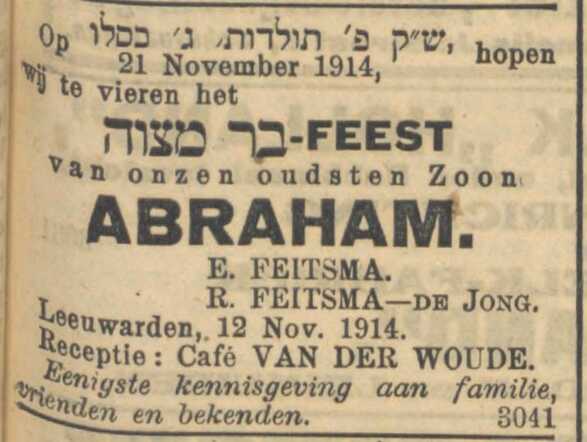 Op ש״ק פ׳ תולדות, ג׳ כסלו, hopen
21 November 1914,
wij te vieren het
בר מצוה-FEEST
van onzen oudsten Zoon
ABRAHAM.
E. FEITSMA.
R. FEITSMA—DE JONG.
Leeuwarden, 12 Nov. 1914.
Receptie: Café VAN DER WOUDE.
Eenigste kennisgeving aan familie,
vrienden en bekenden. 3041